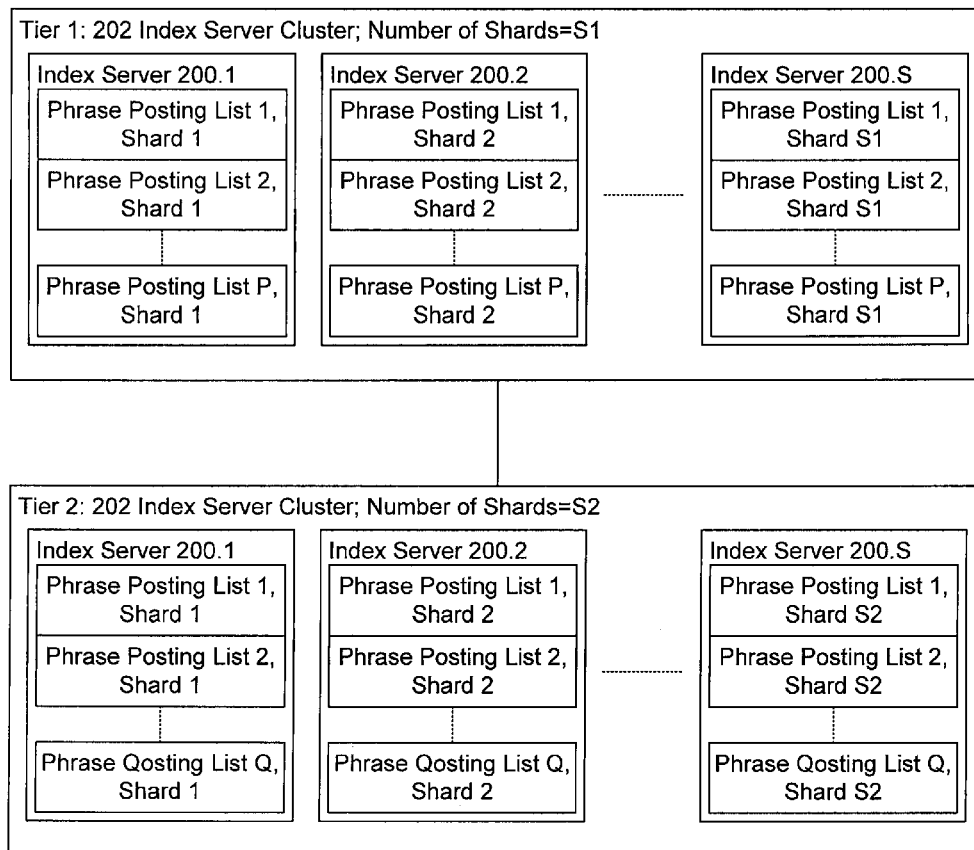 Tier 1: 202 Index Server Cluster; Number of Shards=S1
Index Server 200.1
Phrase Posting List 1,
Shard 1
Phrase Posting List 2,
Shard 1
Phrase Posting List P,
Shard 1
Index Server 200.2
Phrase Posting List 1,
Shard 2
Phrase Posting List 2,
Shard 2
Phrase Posting List P,
Shard 2
Index Server 200.S
Phrase Posting List 1,
Shard S1
Phrase Posting List 2,
Shard S1
Phrase Posting List P,
Shard S1
Tier 2: 202 Index Server Cluster; Number of Shards=S2
Index Server 200.1
Phrase Posting List 1,
Shard 1
Phrase Posting List 2,
Shard 1
Phrase Qosting List Q,
Shard 1
Index Server 200.2
Phrase Posting List 1,
Shard 2
Phrase Posting List 2,
Shard 2
Phrase Qosting List Q,
Shard 2
Index Server 200.S
Phrase Posting List 1,
Shard S2
Phrase Posting List 2,
Shard S2
Phrase Qosting List Q,
Shard S2